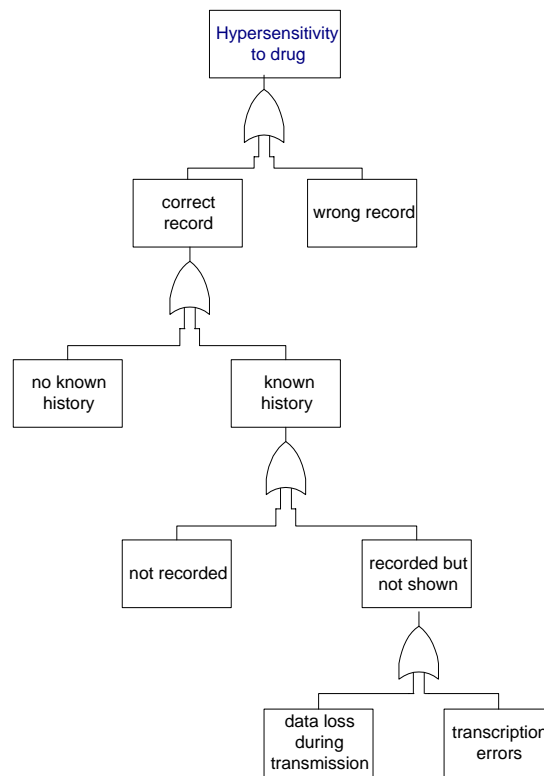 Hypersensitivity
to drug
correct
record
wrong record
no known
history
known
history
not recorded
recorded but
not shown
data loss
during
transmission
transcription
errors